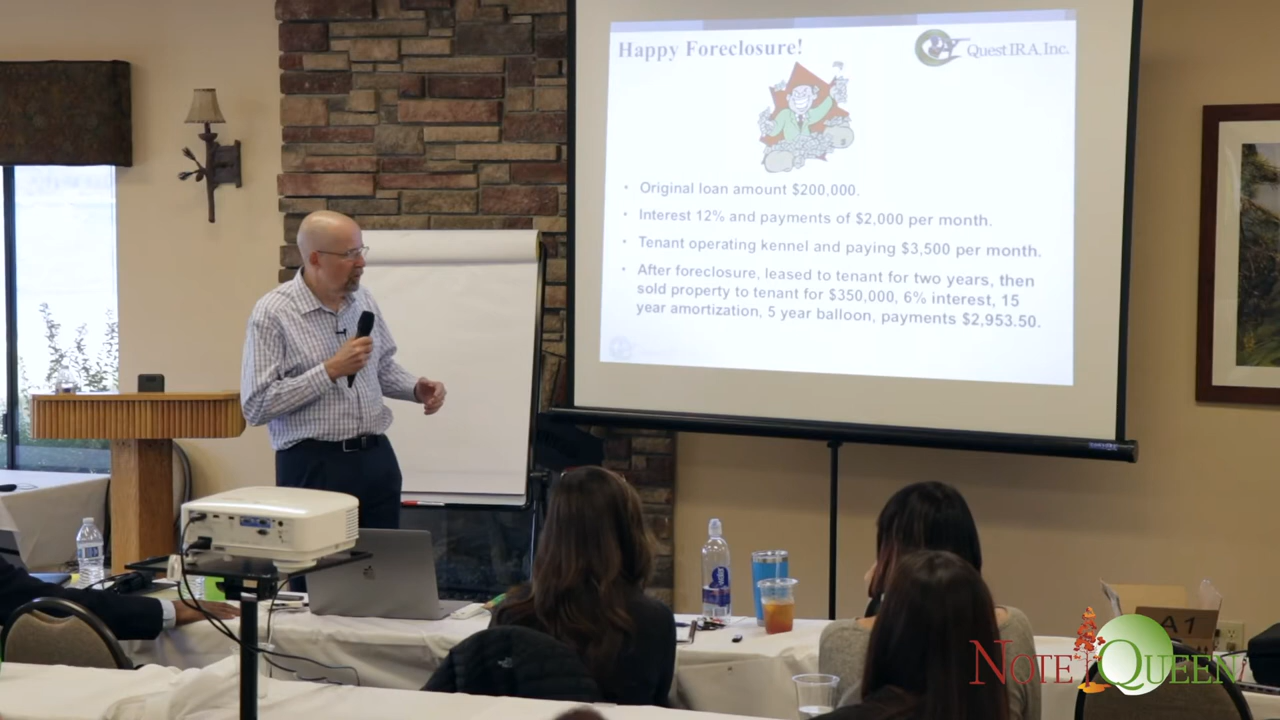 Happy Foreclosure!
Quest IRA, Inc.
• Original loan amount $200,000.
• Interest 12% and payments of $2,000 per month.
• Tenant operating kennel and paying $3,500 per month.
• After foreclosure, leased to tenant for two years, then
sold property to tenant for $350,000, 6% interest, 15
year amortization, 5 year balloon, payments $2,953.50.
A1
NOTE QUEEN